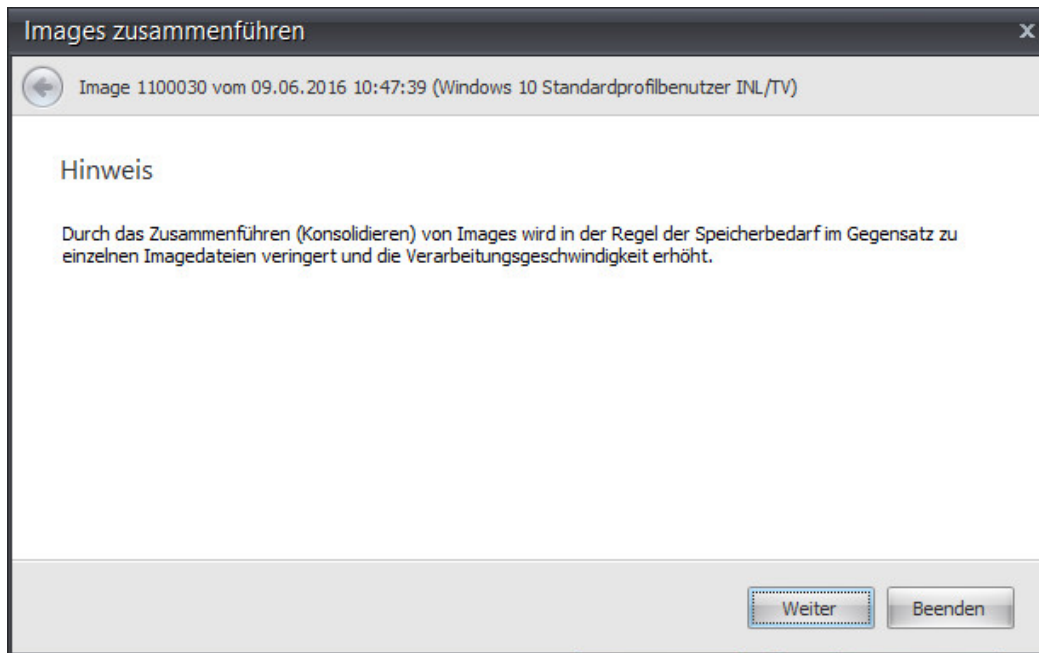 Images zusammenführen
x
Image 1100030 vom 09.06.2016 10:47:39 (Windows 10 Standardprofilbenutzer INL/TV)
Hinweis
Durch das Zusammenführen (Konsolidieren) von Images wird in der Regel der Speicherbedarf im Gegensatz zu
einzelnen Imagedateien veringert und die Verarbeitungsgeschwindigkeit erhöht.
Weiter
Beenden